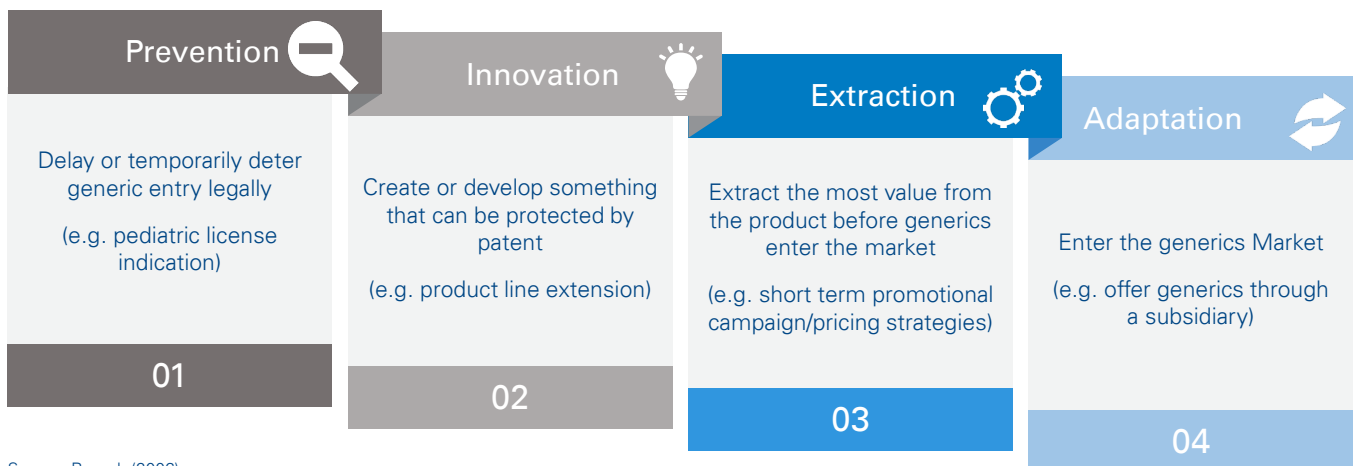 Prevention
Delay or temporarily deter
generic entry legally
(e.g. pediatric license
indication)
01
Innovation
Create or develop something
that can be protected by
patent
(e.g. product line extension)
02
Extraction
Extract the most value from
the product before generics
enter the market
(e.g. short term promotional
campaign/pricing strategies)
03
Adaptation
Enter the generics Market
(e.g. offer generics through
a subsidiary)
04